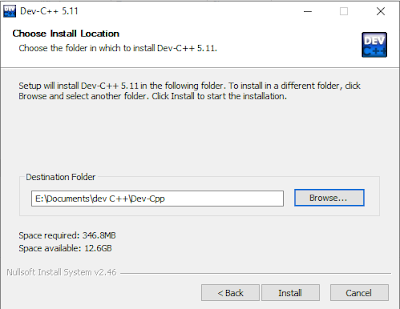 Dev-C++ 5.11
Choose Install Location
Choose the folder in which to install Dev-C++ 5.11.
DEV
C++
Setup will install Dev-C++ 5.11 in the following folder. To install in a different folder, click
Browse and select another folder. Click Install to start the installation.
Destination Folder
E:\Documents\dev C++\Dev-Cpp
Browse...
Space required: 346.8MB
Space available: 12.6GB
Nullsoft Install System v2.46
< Back
Install
Cancel